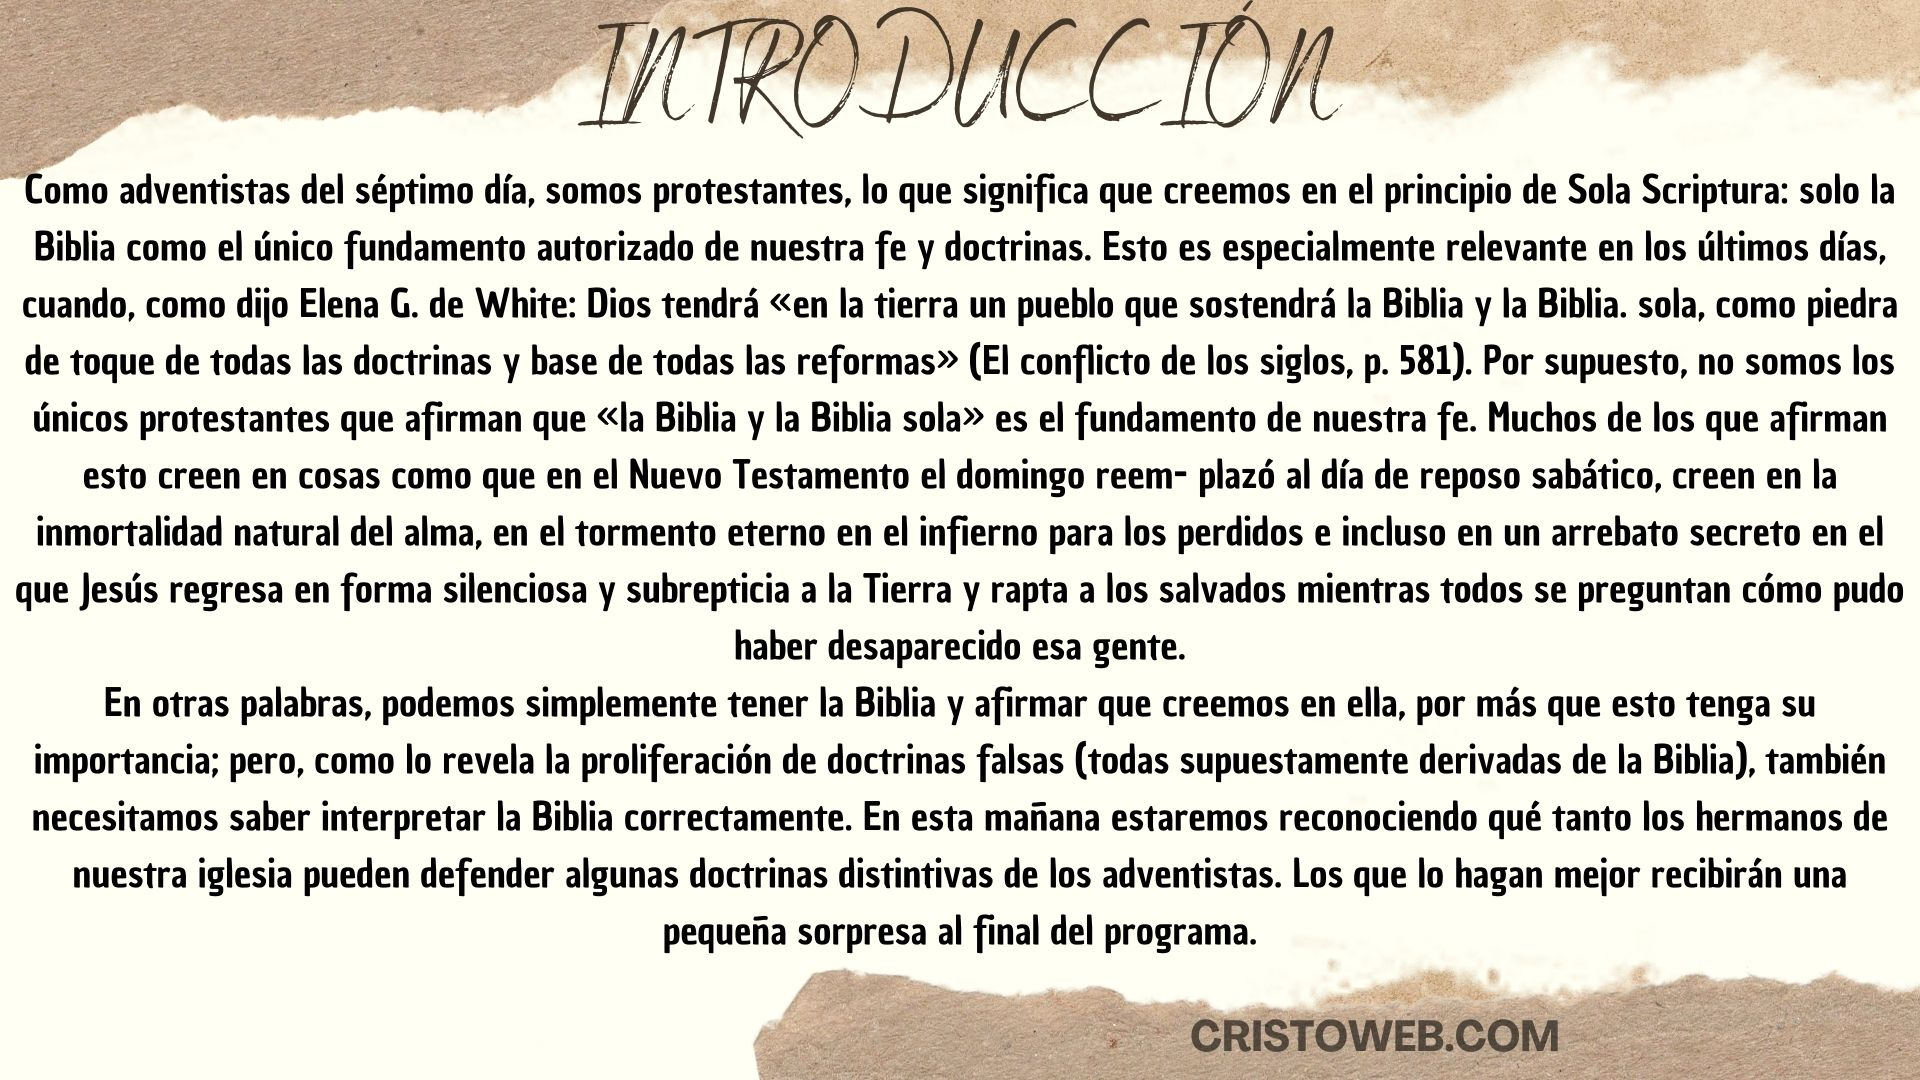 INTRODUCCIÓN
Como adventistas del séptimo día, somos protestantes, lo que significa que creemos en el principio de Sola Scriptura: solo la
Biblia como el único fundamento autorizado de nuestra fe y doctrinas. Esto es especialmente relevante en los últimos días,
cuando, como dijo Elena G. de White: Dios tendrá «en la tierra un pueblo que sostendrá la Biblia y la Biblia. sola, como piedra
de toque de todas las doctrinas y base de todas las reformas» (El conflicto de los siglos, p. 581). Por supuesto, no somos los
únicos protestantes que afirman que «la Biblia y la Biblia sola» es el fundamento de nuestra fe. Muchos de los que afirman
esto creen en cosas como que en el Nuevo Testamento el domingo reem- plazó al día de reposo sabático, creen en la
inmortalidad natural del alma, en el tormento eterno en el infierno para los perdidos e incluso en un arrebato secreto en el
que Jesús regresa en forma silenciosa y subrepticia a la Tierra y rapta a los salvados mientras todos se preguntan cómo pudo
haber desaparecido esa gente.
En otras palabras, podemos simplemente tener la Biblia y afirmar que creemos en ella, por más que esto tenga su
importancia; pero, como lo revela la proliferación de doctrinas falsas (todas supuestamente derivadas de la Biblia), también
necesitamos saber interpretar la Biblia correctamente. En esta mañana estaremos reconociendo qué tanto los hermanos de
nuestra iglesia pueden defender algunas doctrinas distintivas de los adventistas. Los que lo hagan mejor recibirán una
pequeña sorpresa al final del programa.
CRISTOWEB.COM